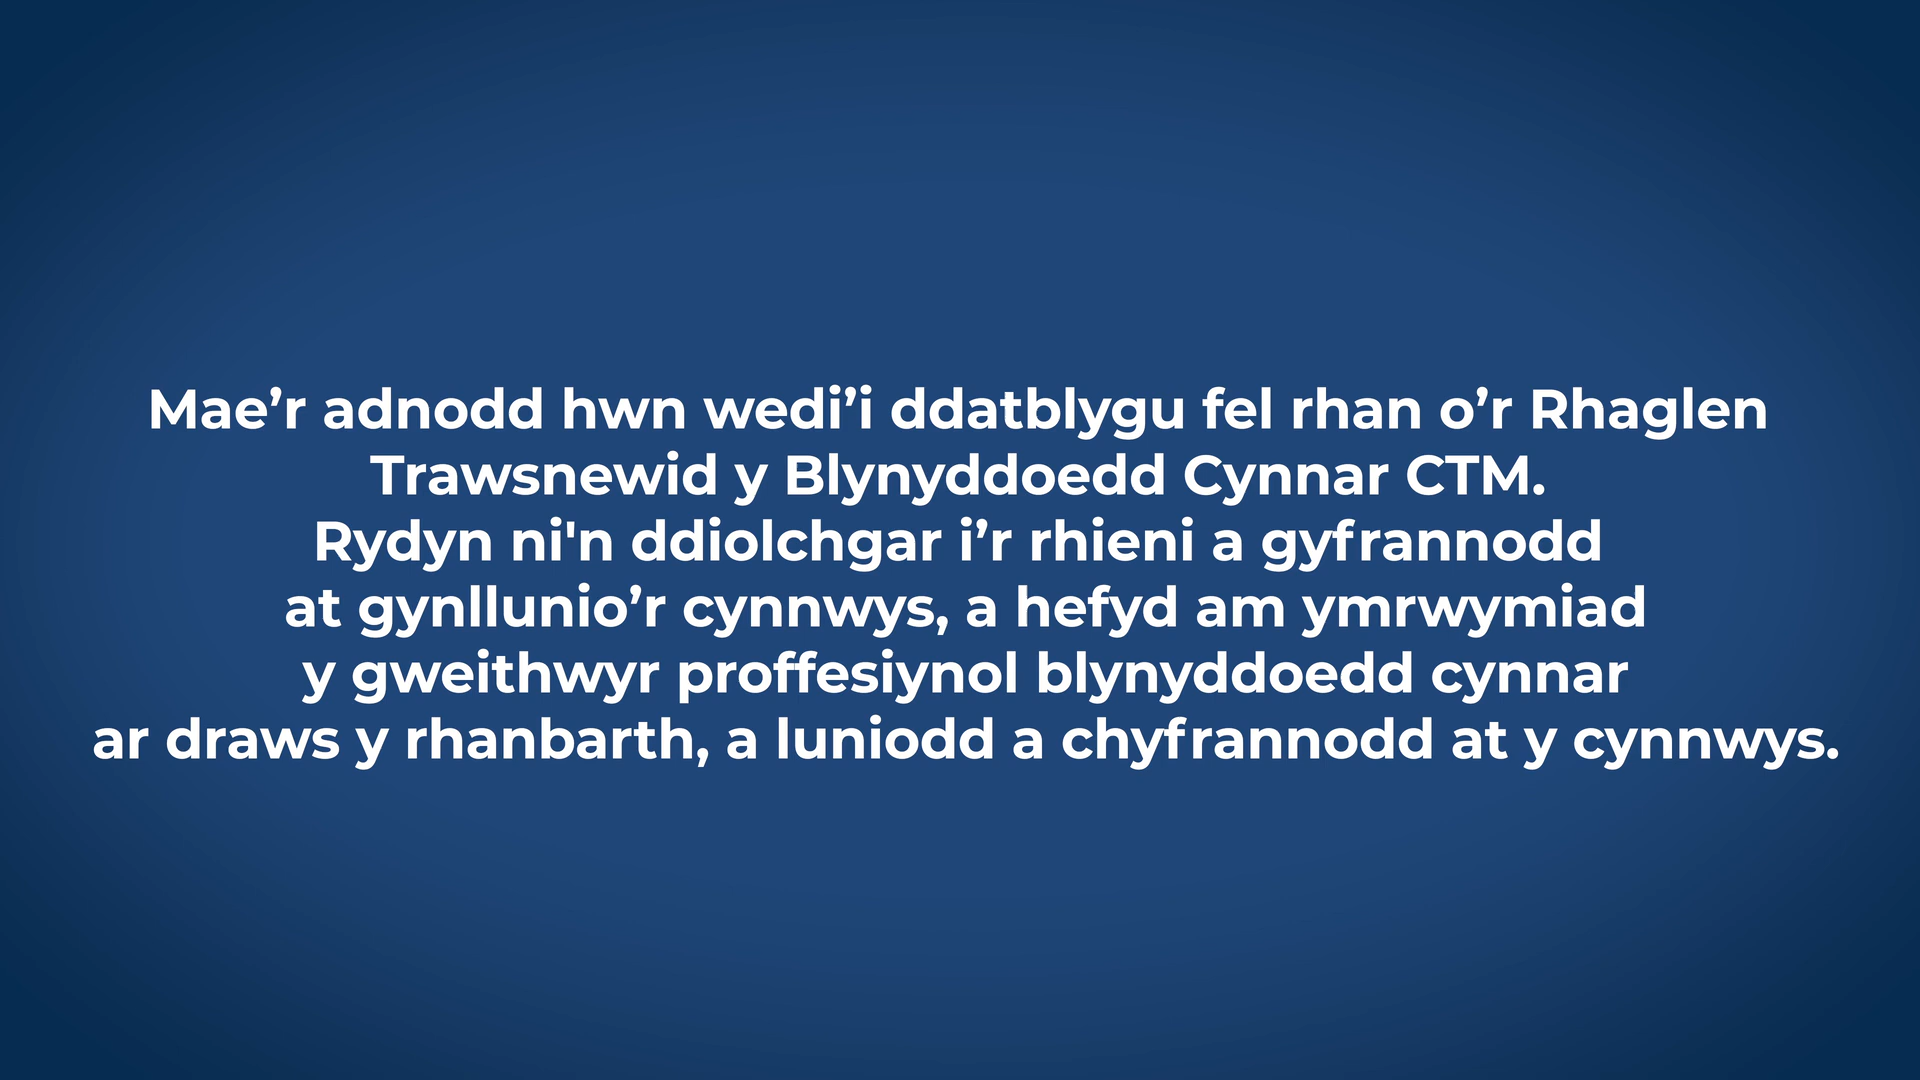 Mae’r adnodd hwn wedi’i ddatblygu fel rhan o’r Rhaglen
Trawsnewid y Blynyddoedd Cynnar CTM.
Rydyn ni'n ddiolchgar i’r rhieni a gyfrannodd
at gynllunio’r cynnwys, a hefyd am ymrwymiad
y gweithwyr proffesiynol blynyddoedd cynnar
ar draws y rhanbarth, a luniodd a chyfrannodd at y cynnwys.